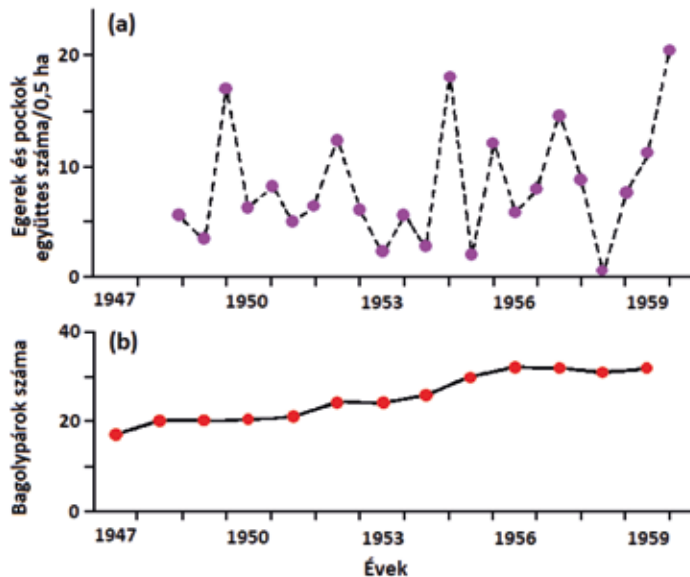 (a)
Egerek és pockok
együttes száma/0,5 ha
20
10
0
1947
1950
1953
1956
1959
(b)
Bagolypárok száma
40
20
0
1947
1950
1953
1956
1959
Évek